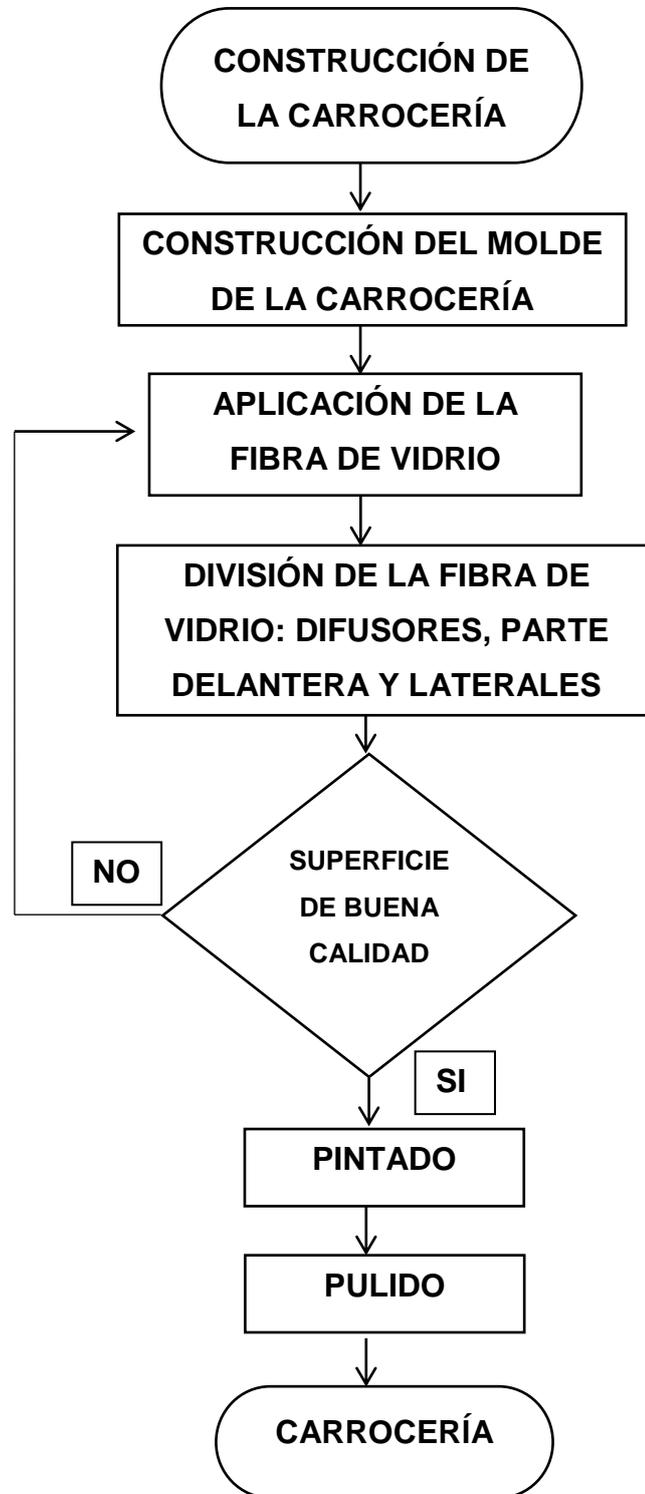 CONSTRUCCIÓN DE
LA CARROCERÍA
CONSTRUCCIÓN DEL MOLDE
DE LA CARROCERÍA
APLICACIÓN DE LA
FIBRA DE VIDRIO
DIVISIÓN DE LA FIBRA DE
VIDRIO: DIFUSORES, PARTE
DELANTERA Y LATERALES
NO
SUPERFICIE
DE BUENA
CALIDAD
SI
PINTADO
PULIDO
CARROCERÍA